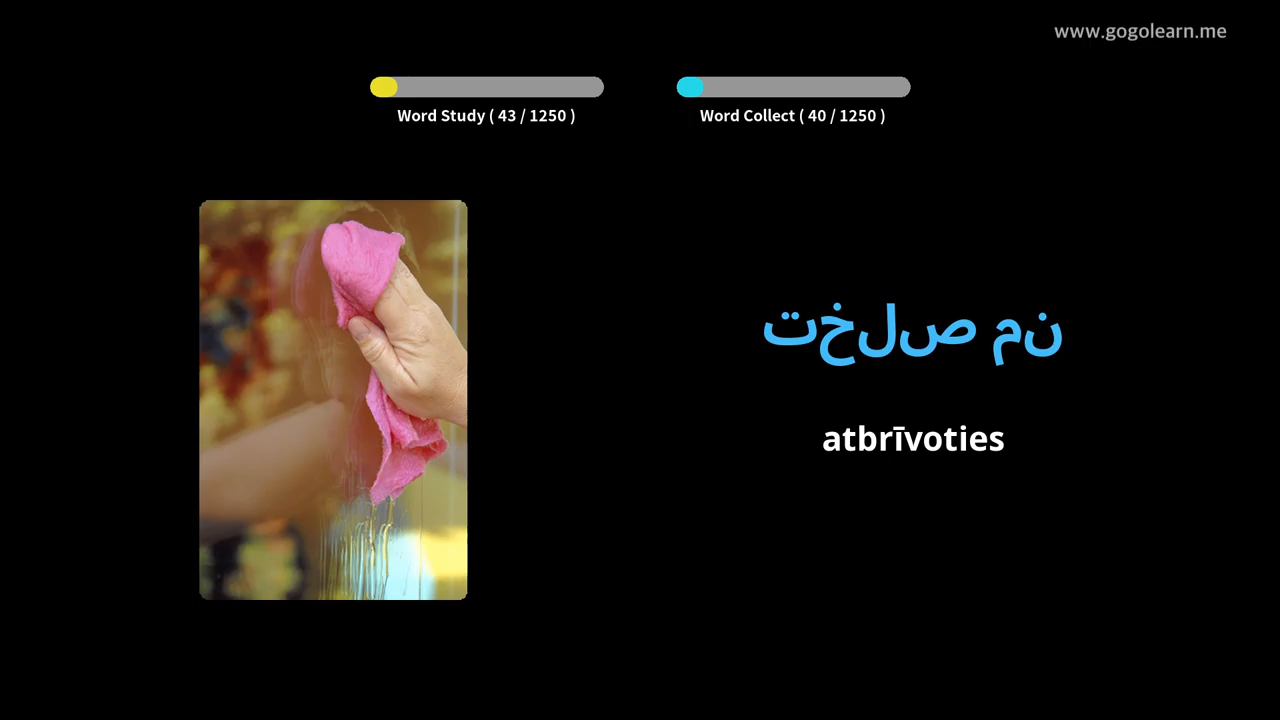 www.gogolearn.me
Word Study ( 43 / 1250 )
Word Collect ( 40 / 1250 )
تخلص من
atbrīvoties